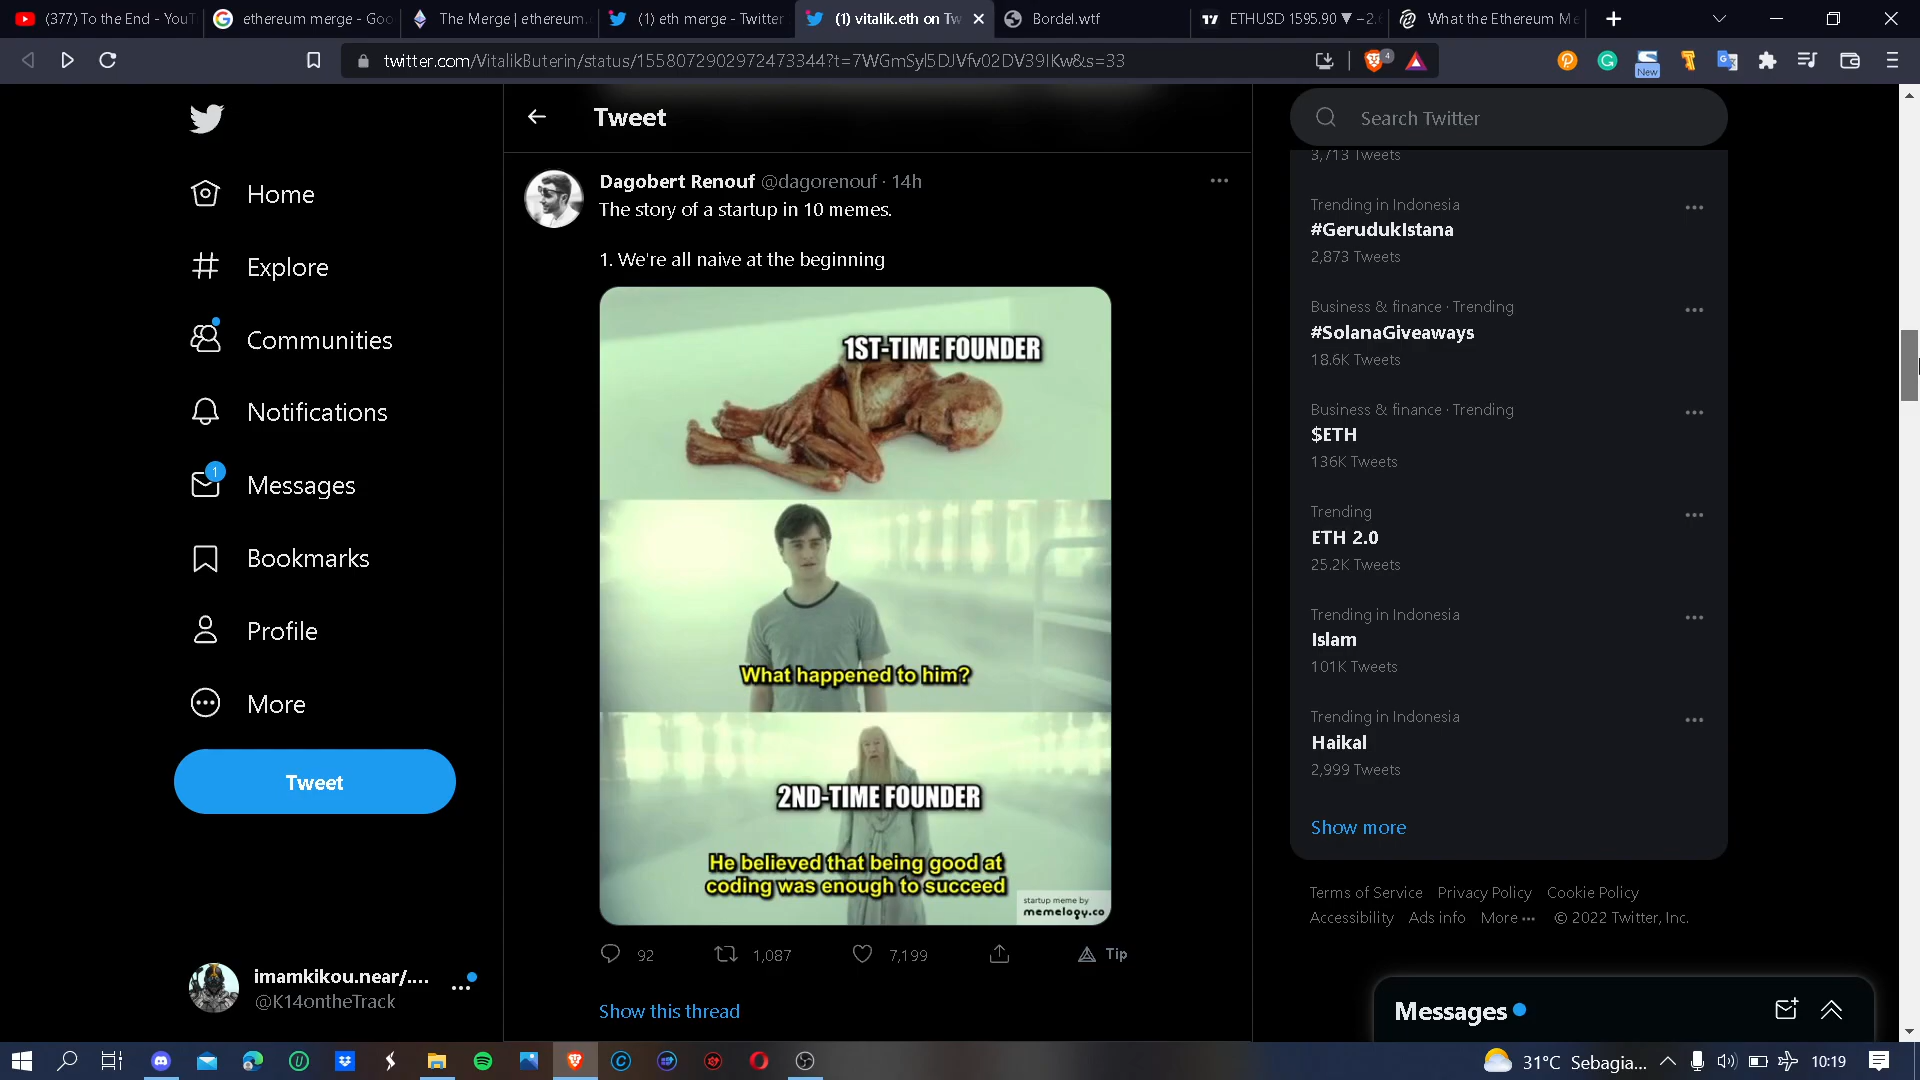 (377) To the End - YouT
ethereum merge - Goo
The Merge | ethereum.
(1) eth merge - Twitter
(1) vitalik.eth on Tw
Bordel.wtf
ETHUSD 1595.90 ▼ −2.
What the Ethereum Me
twitter.com/VitalikButerin/status/1558072902972473344?t=7WGmSyl5DJVfv02DV39IKw&s=33
4
New
Tweet
Search Twitter
3,713 Tweets
Home
Explore
Communities
Notifications
1
Messages
Bookmarks
Profile
More
Tweet
imamkikou.near/....
@K14ontheTrack
Dagobert Renouf @dagorenouf · 14h
The story of a startup in 10 memes.
1. We're all naive at the beginning
1ST-TIME FOUNDER
What happened to him?
2ND-TIME FOUNDER
He believed that being good at
coding was enough to succeed
startup meme by
memelogy.co
92
1,087
7,199
Tip
Show this thread
Trending in Indonesia
#GerudukIstana
2,873 Tweets
Business & finance · Trending
#SolanaGiveaways
18.6K Tweets
Business & finance · Trending
$ETH
136K Tweets
Trending
ETH 2.0
25.2K Tweets
Trending in Indonesia
Islam
101K Tweets
Trending in Indonesia
Haikal
2,999 Tweets
Show more
Terms of Service Privacy Policy Cookie Policy
Accessibility Ads info More ••• © 2022 Twitter, Inc.
Messages
31°C Sebagia...
10:19